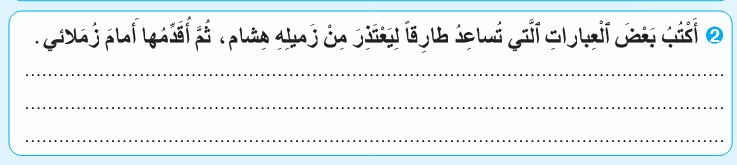 2 أَكْتُبُ بَعْضَ ٱلْعِباراتِ ٱلَّتي تُساعِدُ طارِقاً لِيَعْتَذِرَ مِنْ زَميلِهِ هِشام، ثُمَّ أُقَدِّمُها أَمامَ زُمَلائي.